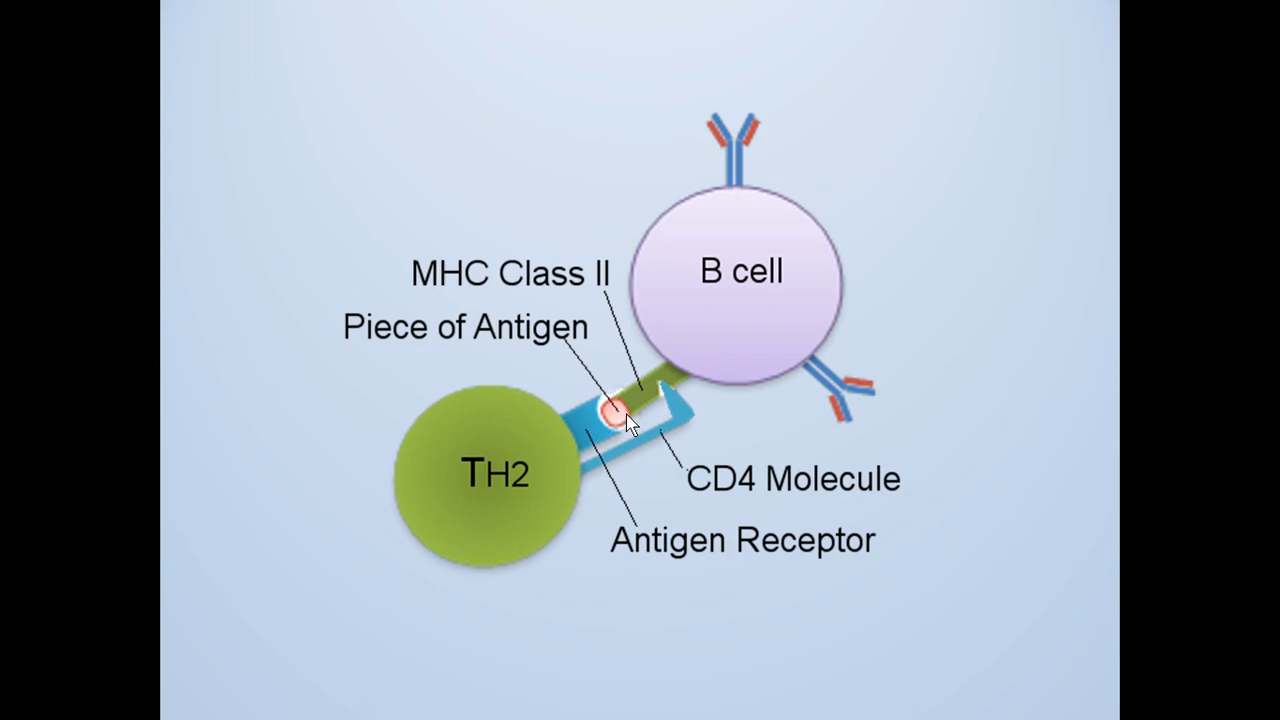 B cell
MHC Class II
Piece of Antigen
TH2
CD4 Molecule
Antigen Receptor